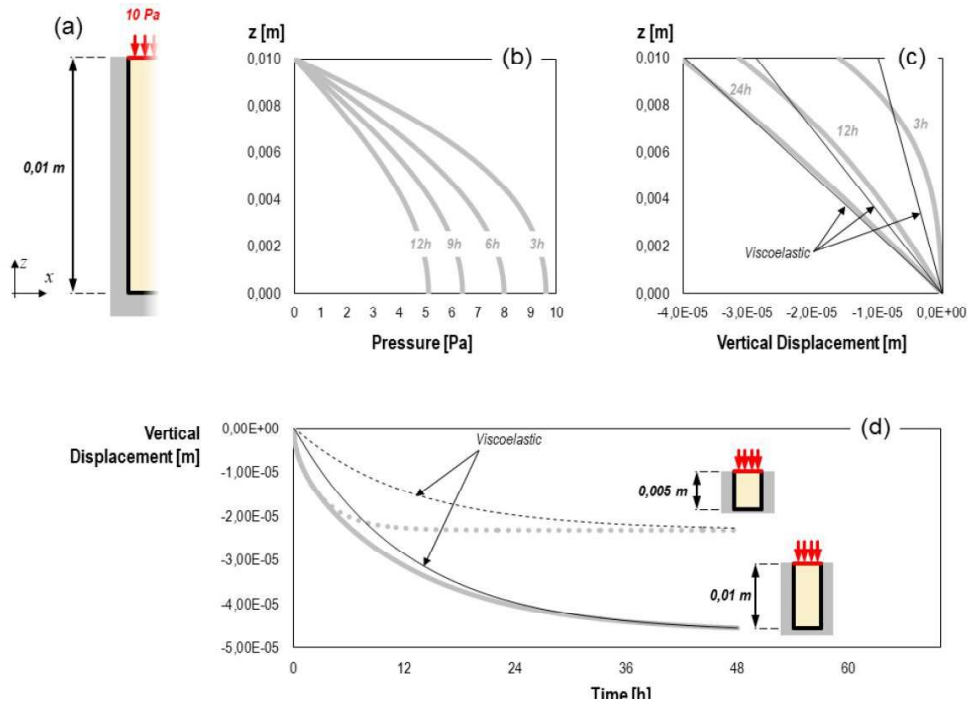 (a)
10 Pa
0,01 m
z
x
z [m]
(b)
0,010
0,008
0,006
0,004
0,002
0,000
12h 9h 6h 3h
0 1 2 3 4 5 6 7 8 9 10
Pressure [Pa]
z [m]
(c)
0,010
0,008
0,006
0,004
0,002
0,000
24h
12h
3h
Viscoelastic
-4,0E-05 -3,0E-05 -2,0E-05 -1,0E-05 0,0E+00
Vertical Displacement [m]
Vertical
Displacement [m]
(d)
0,00E+00
-1,00E-05
-2,00E-05
-3,00E-05
-4,00E-05
-5,00E-05
Viscoelastic
0,005 m
0,01 m
0 12 24 36 48 60
Time [h]